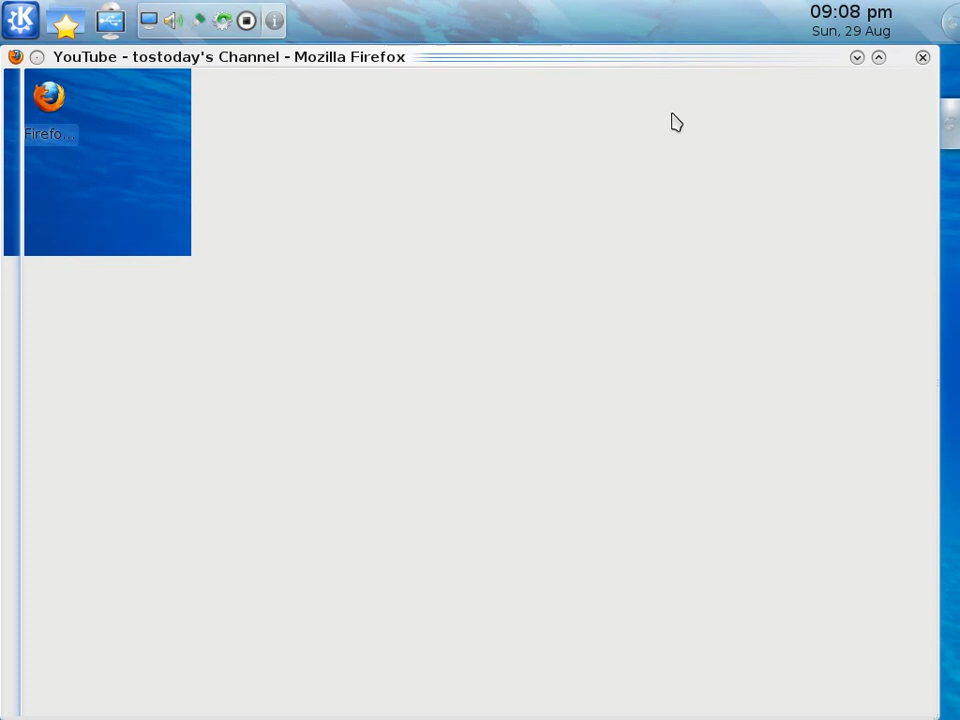 09:08 pm
Sun, 29 Aug
YouTube - tostoday's Channel - Mozilla Firefox
Firefo...